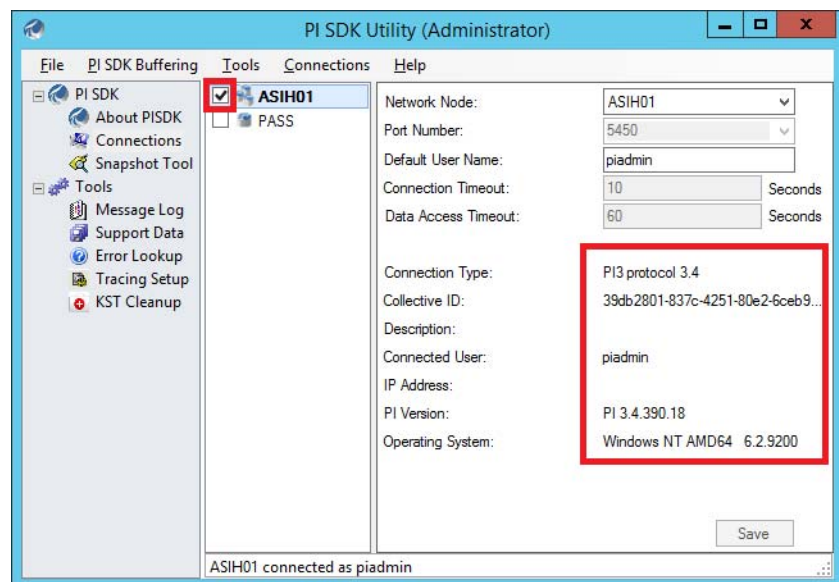 PI SDK Utility (Administrator)
File PI SDK Buffering Tools Connections Help
PI SDK
About PISDK
Connections
Snapshot Tool
Tools
Message Log
Support Data
Error Lookup
Tracing Setup
KST Cleanup
ASIH01
PASS
Network Node: ASIH01
Port Number: 5450
Default User Name: piadmin
Connection Timeout: 10 Seconds
Data Access Timeout: 60 Seconds
Connection Type: PI3 protocol 3.4
Collective ID: 39db2801-837c-4251-80e2-6ceb9...
Description:
Connected User: piadmin
IP Address:
PI Version: PI 3.4.390.18
Operating System: Windows NT AMD64 6.2.9200
Save
ASIH01 connected as piadmin